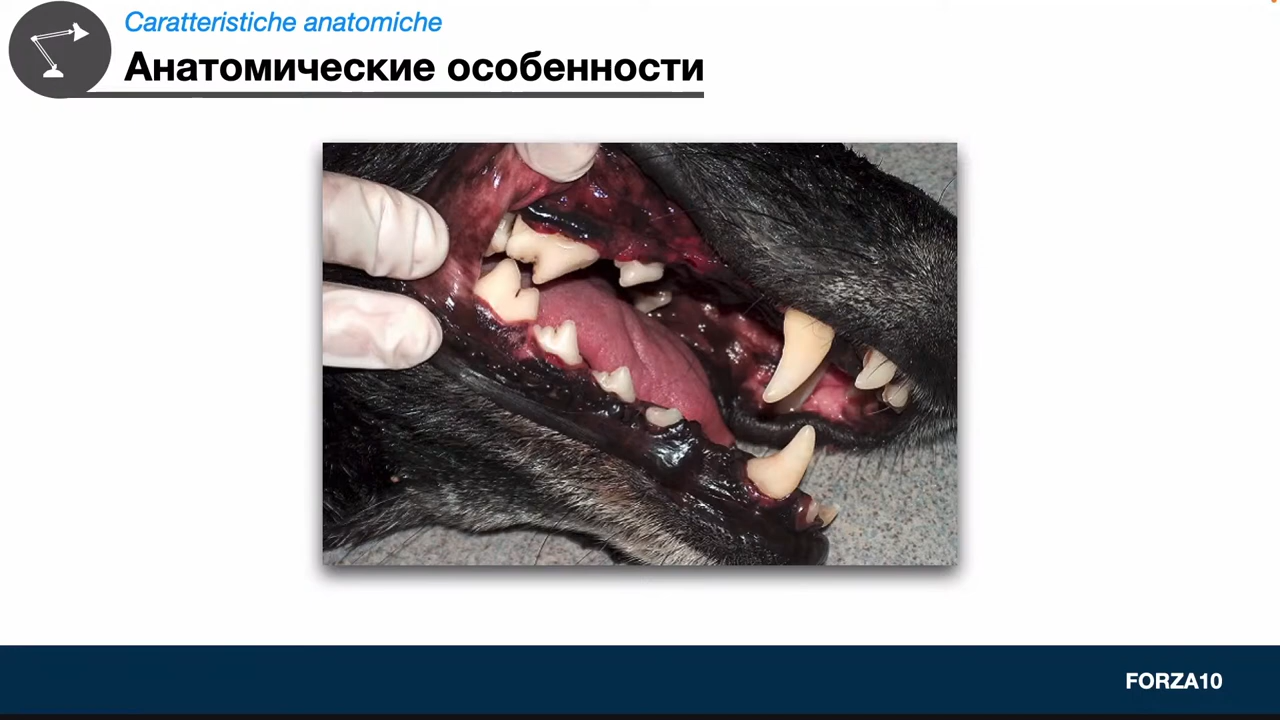 Caratteristiche anatomiche
Анатомические особенности
FORZA10